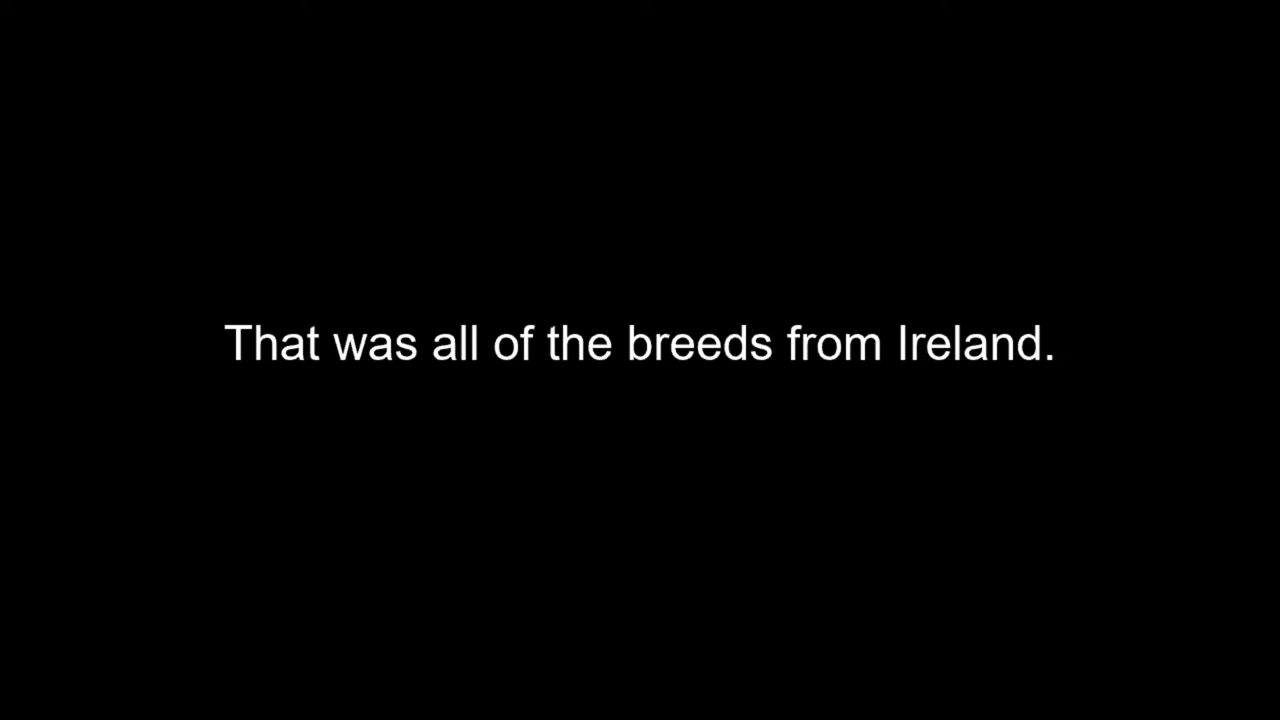 That was all of the breeds from Ireland.